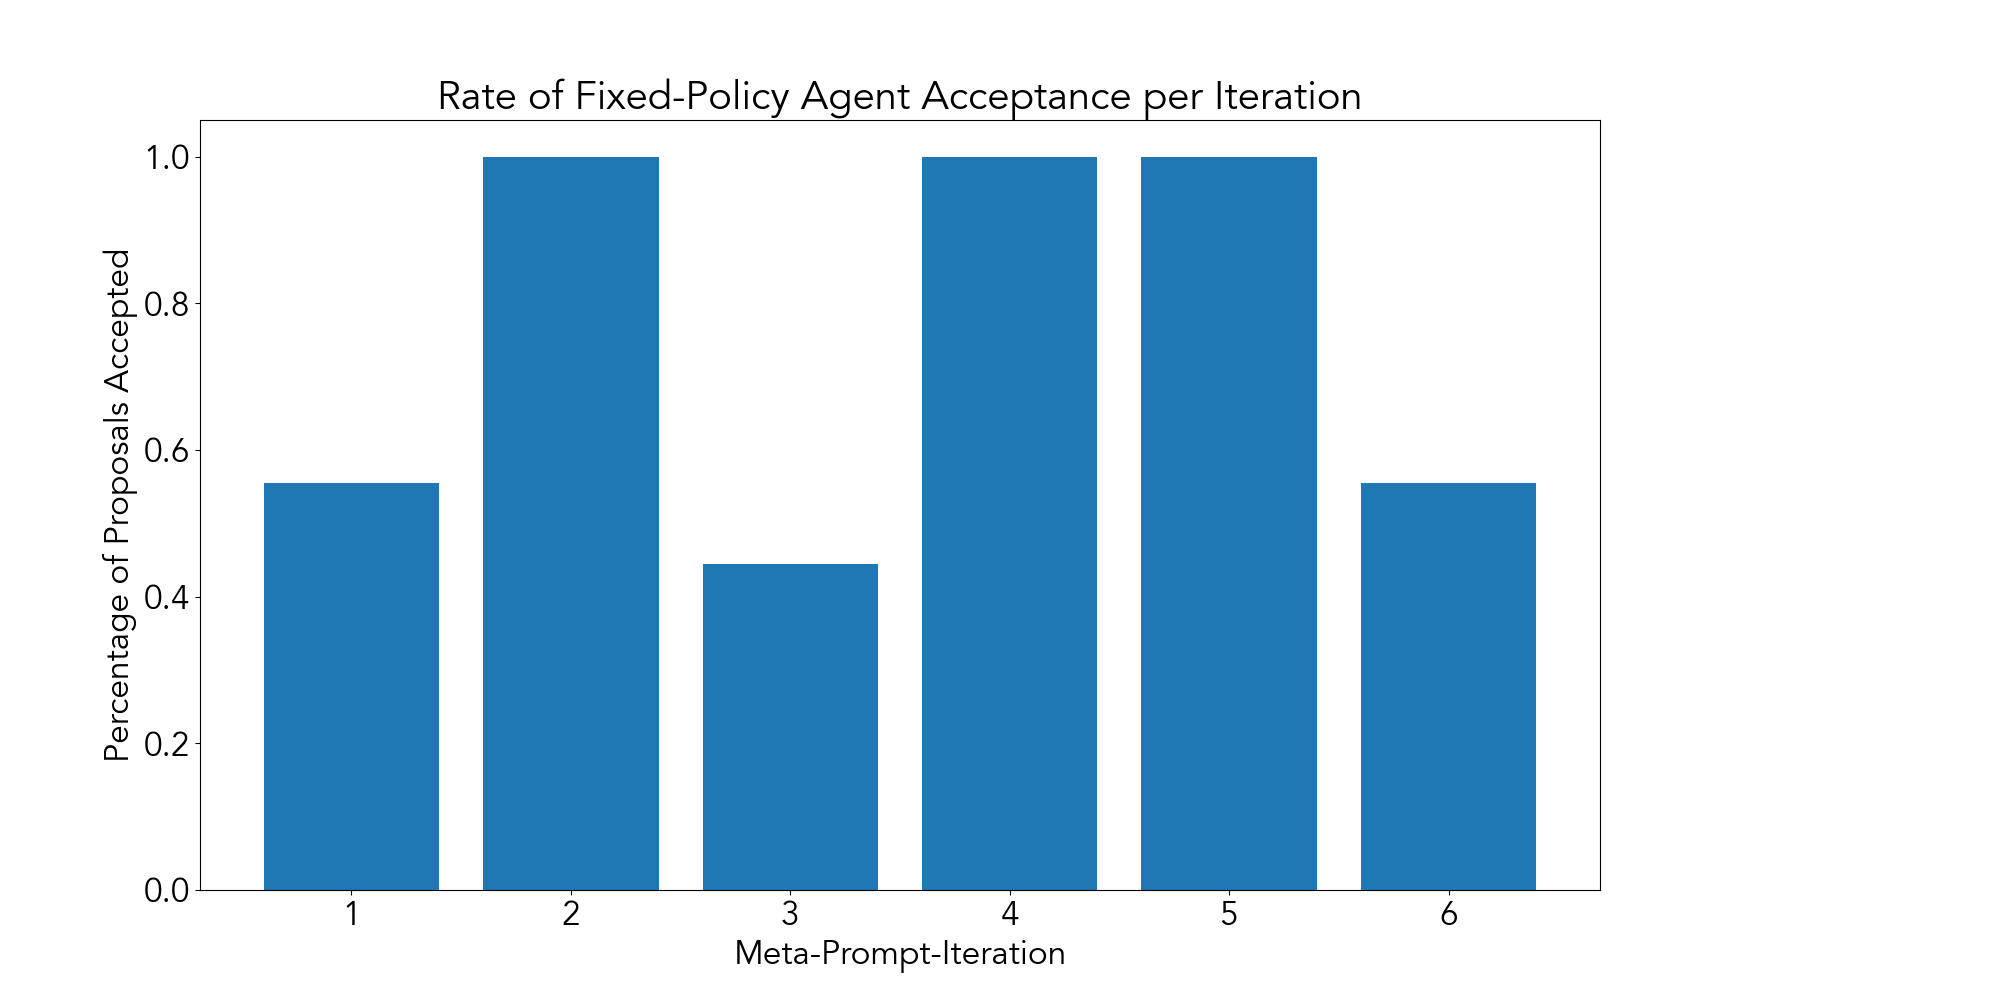 Rate of Fixed-Policy Agent Acceptance per Iteration
Percentage of Proposals Accepted
1.0
0.8
0.6
0.4
0.2
0.0
1 2 3 4 5 6
Meta-Prompt-Iteration